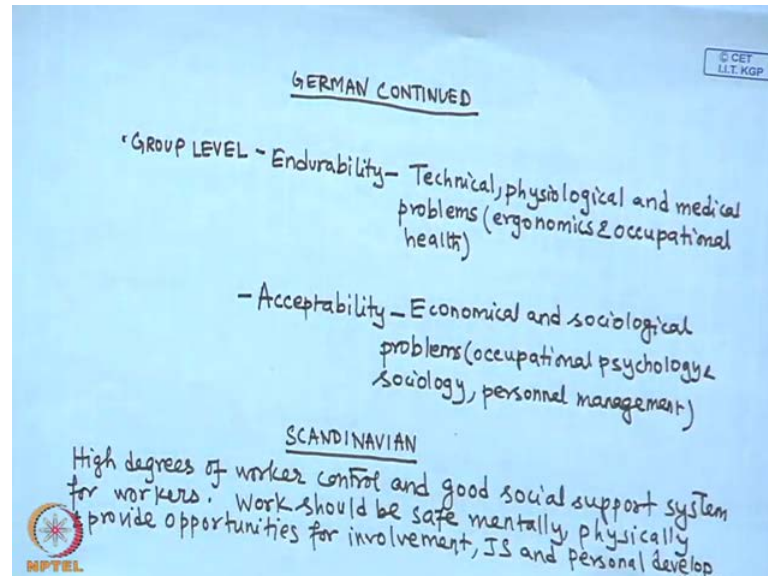 © CET
I.I.T. KGP
GERMAN CONTINUED
• GROUP LEVEL - Endurability - Technical, physiological and medical
problems (ergonomics & occupational
health)
- Acceptability - Economical and sociological
problems (occupational psychology &
sociology, personnel management)
SCANDINAVIAN
High degrees of worker control and good social support system
for workers. Work should be safe mentally, physically
& provide opportunities for involvement, JS and personal develop
NPTEL